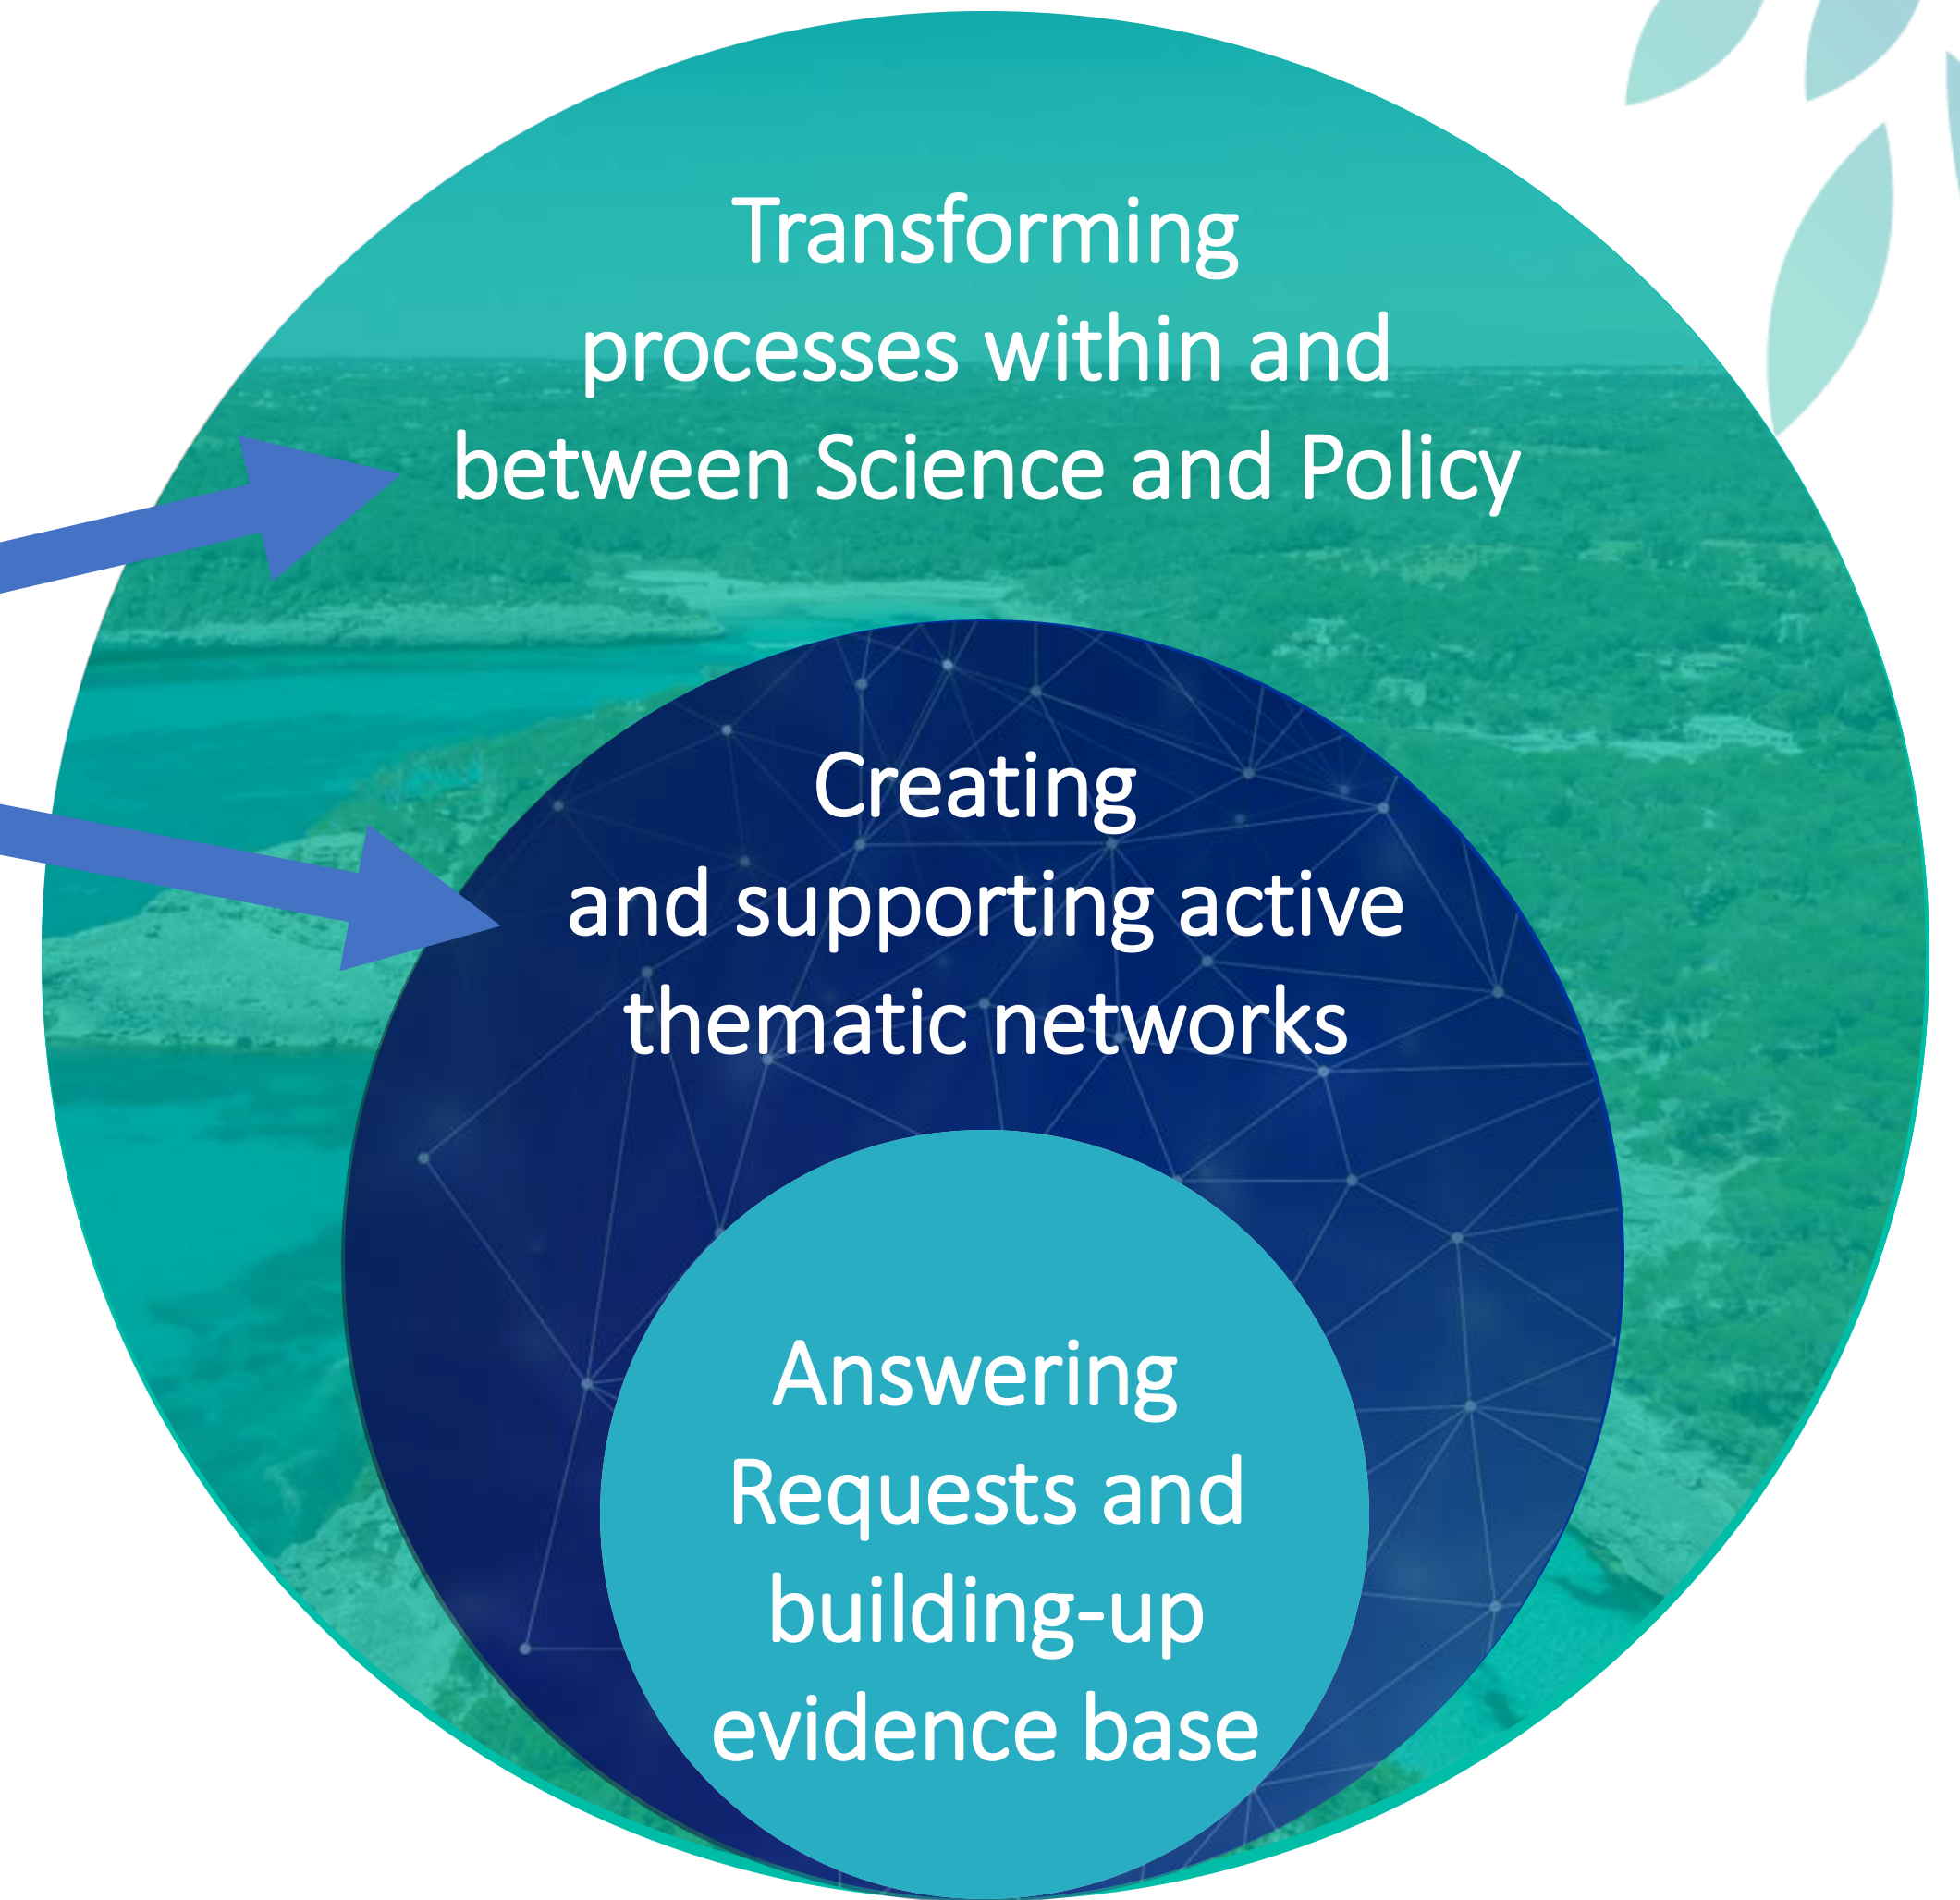 Transforming
processes within and
between Science and Policy
Creating
and supporting active
thematic networks
Answering
Requests and
building-up
evidence base